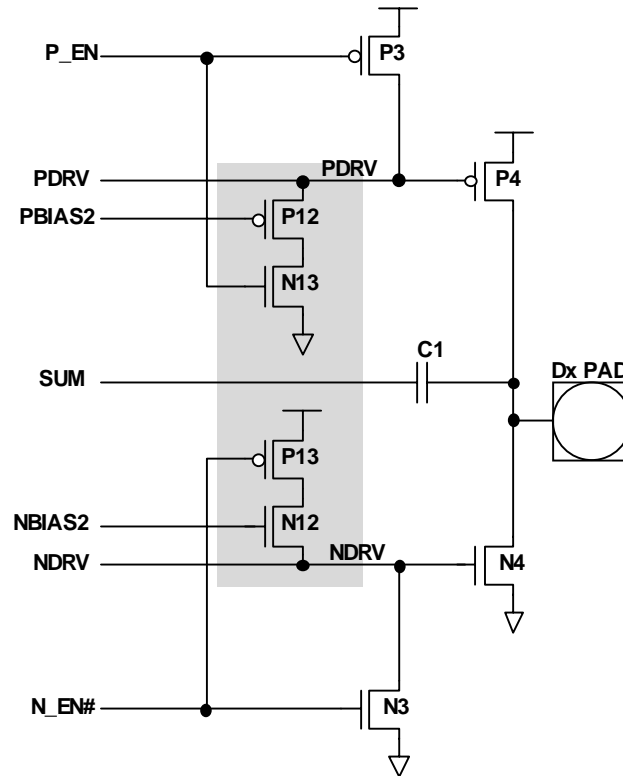 P_EN
P3
PDRV
PDRV
P4
PBIAS2
P12
N13
C1
SUM
Dx PAD
P13
NBIAS2
N12
NDRV
NDRV
N4
N_EN#
N3